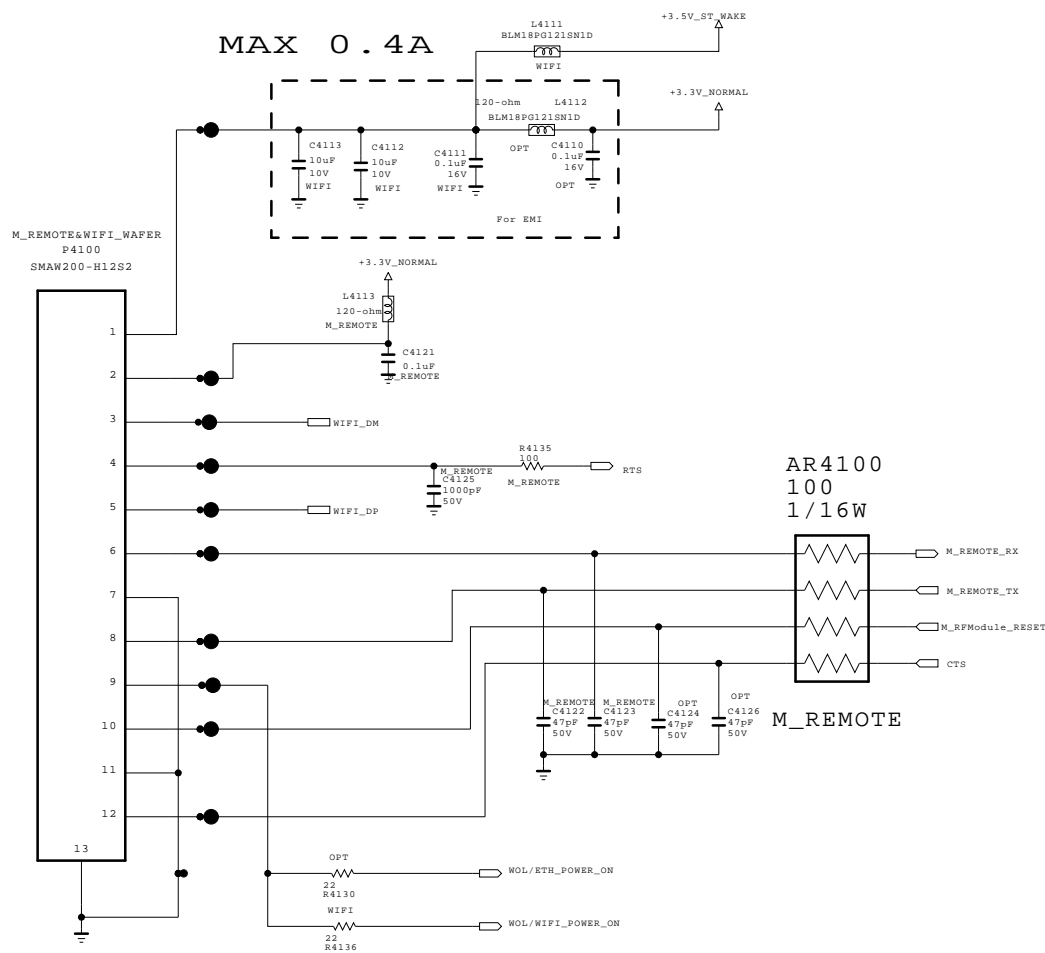 MAX 0.4A
L4111
BLM18PG121SN1D
WIFI
+3.5V_ST_WAKE
120-ohm L4112
BLM18PG121SN1D
OPT
+3.3V_NORMAL
C4113
10uF
10V
WIFI
C4112
10uF
10V
WIFI
C4111
0.1uF
16V
WIFI
C4110
0.1uF
16V
OPT
For EMI
M_REMOTE&WIFI_WAFER
P4100
SMAW200-H12S2
+3.3V_NORMAL
L4113
120-ohm
M_REMOTE
C4121
0.1uF
M_REMOTE
1
2
3
4
5
6
7
8
9
10
11
12
13
WIFI_DM
M_REMOTE
C4125
1000pF
50V
R4135
100
M_REMOTE
RTS
WIFI_DP
AR4100
100
1/16W
M_REMOTE_RX
M_REMOTE_TX
M_RFModule_RESET
CTS
M_REMOTE
M_REMOTE
C4122
47pF
50V
M_REMOTE
C4123
47pF
50V
OPT
C4124
47pF
50V
OPT
C4126
47pF
50V
OPT
22
R4130
WOL/ETH_POWER_ON
WIFI
22
R4136
WOL/WIFI_POWER_ON